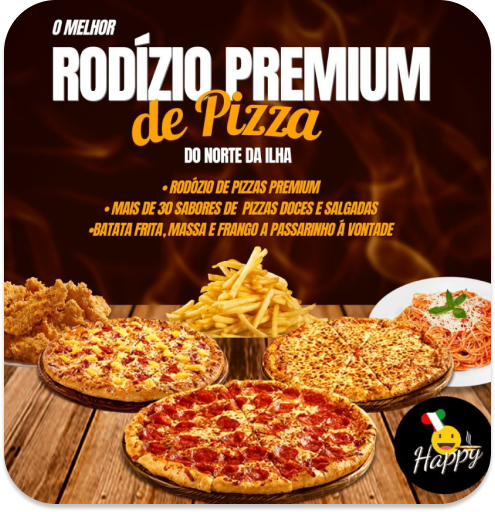 O MELHOR
RODÍZIO PREMIUM
de Pizza
DO NORTE DA ILHA
• RODÓZIO DE PIZZAS PREMIUM
• MAIS DE 30 SABORES DE PIZZAS DOCES E SALGADAS
•BATATA FRITA, MASSA E FRANGO A PASSARINHO Á VONTADE
Happy